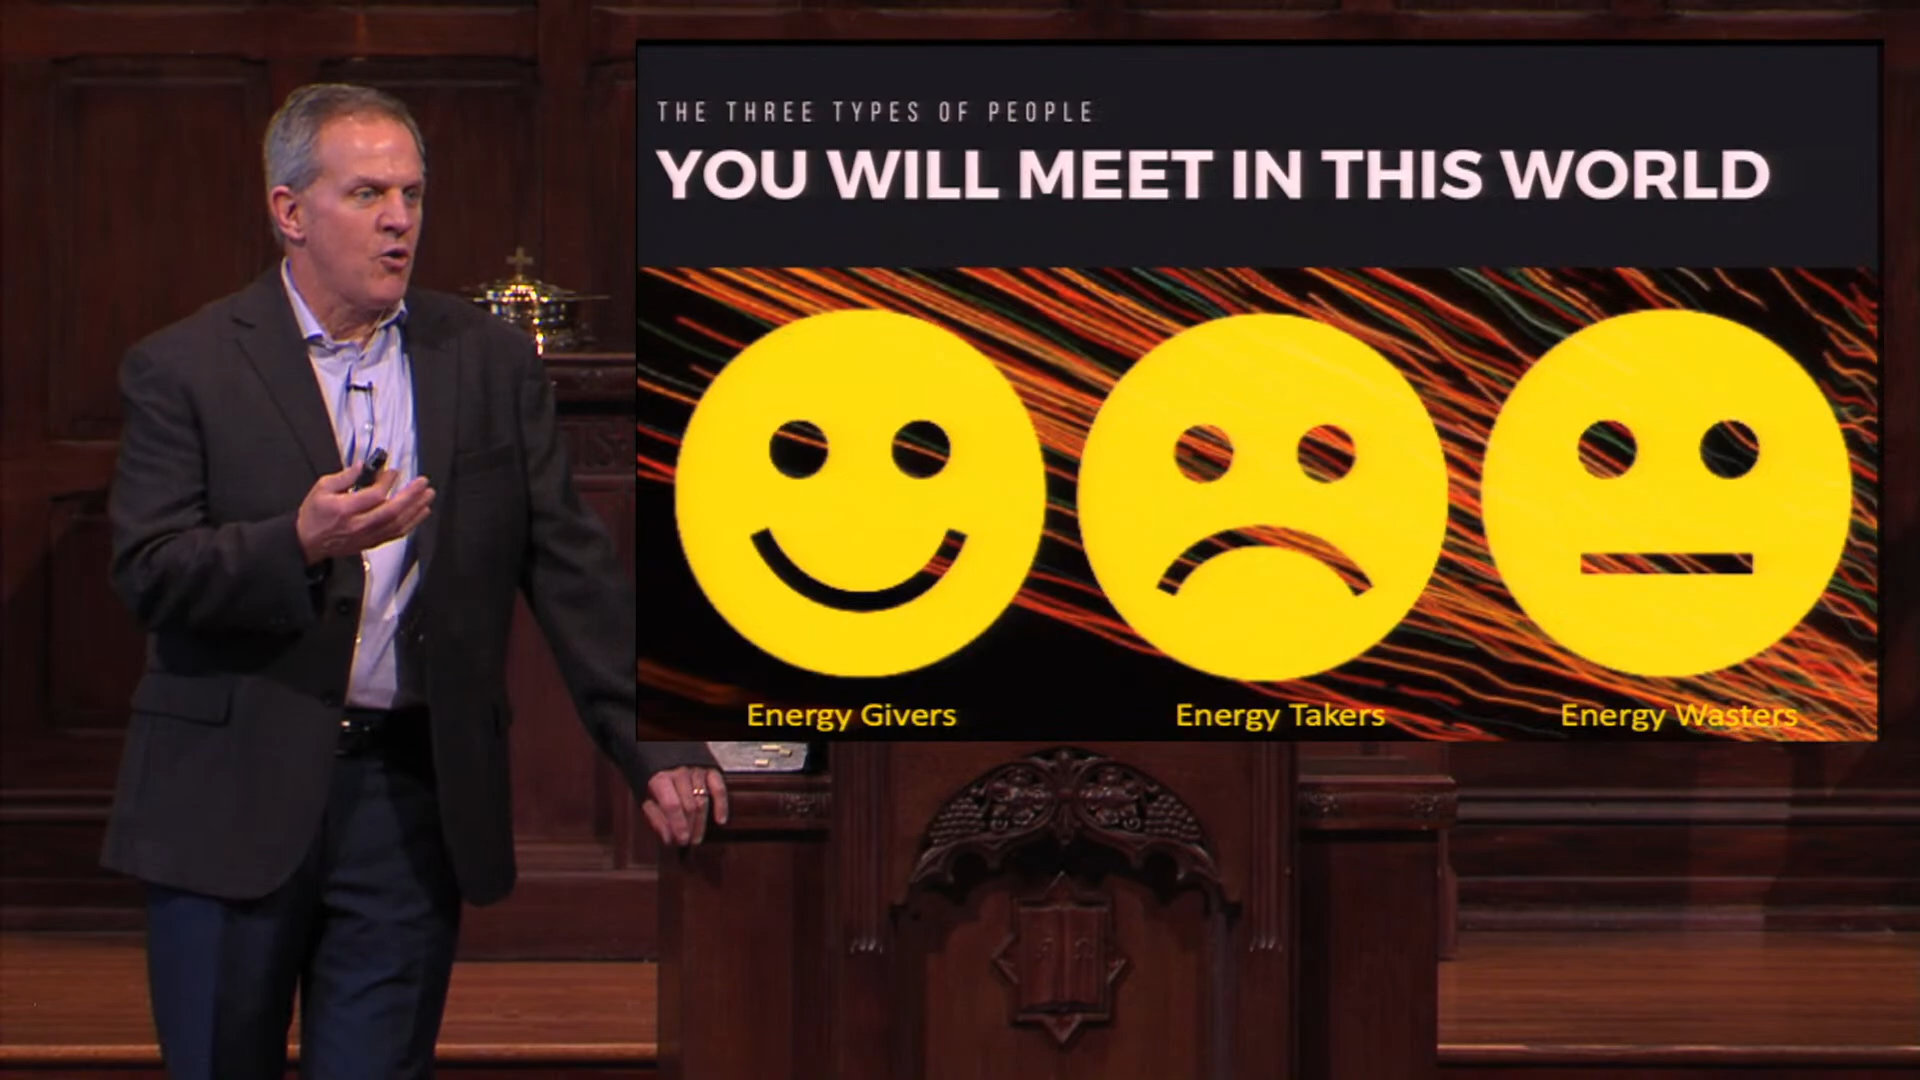 THE THREE TYPES OF PEOPLE
YOU WILL MEET IN THIS WORLD
Energy Givers
Energy Takers
Energy Wasters